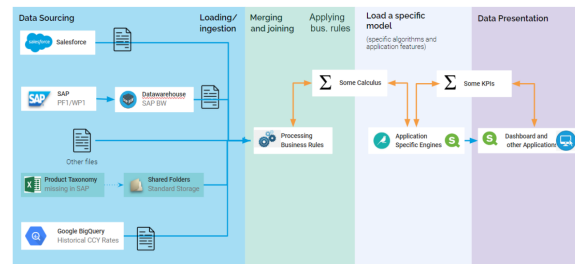 Data Sourcing
Loading/
ingestion
Merging
and joining
Applying
bus. rules
Load a specific
model
(specific algorithms and
application features)
Data Presentation
salesforce
Salesforce
SAP
SAP
PF1/WP1
Datawarehouse
SAP BW
Other files
Product Taxonomy
missing in SAP
Shared Folders
Standard Storage
Google BigQuery
Historical CCY Rates
Σ Some Calculus
Σ Some KPIs
Processing
Business Rules
Application
Specific Engines
Dashboard and
other Applications